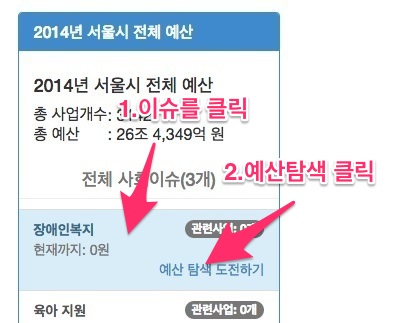 2014년 서울시 전체 예산
2014년 서울시 전체 예산
총 사업개수:
1.이슈를 클릭
총 예산 : 26조 4,349억 원
전체 사회이슈(3개)
2.예산탐색 클릭
장애인복지
관련사업: 0개
현재까지: 0원
예산 탐색 도전하기
육아 지원
관련사업: 0개